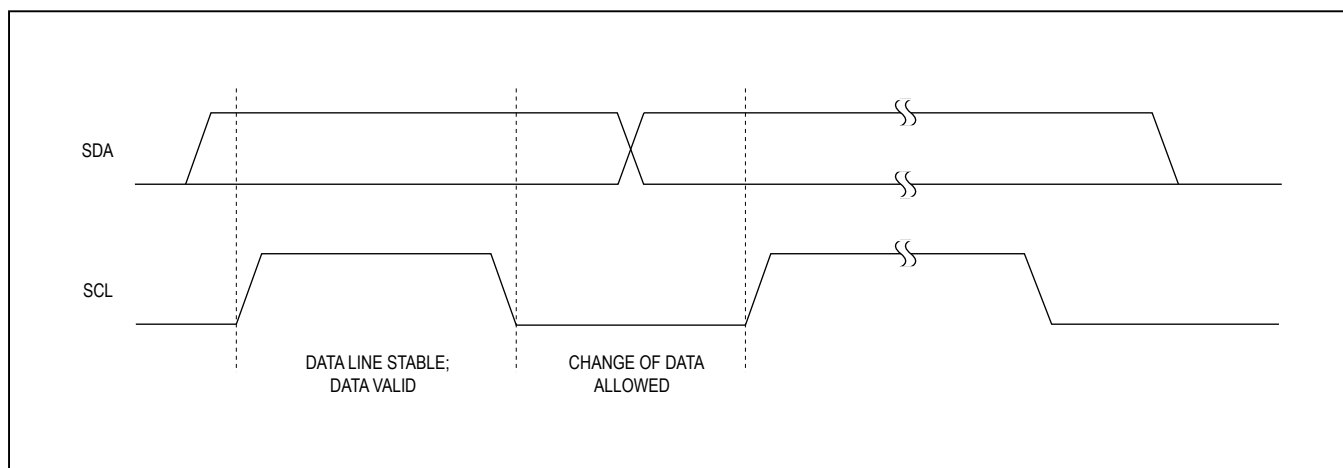 SDA
SCL
DATA LINE STABLE;
DATA VALID
CHANGE OF DATA
ALLOWED